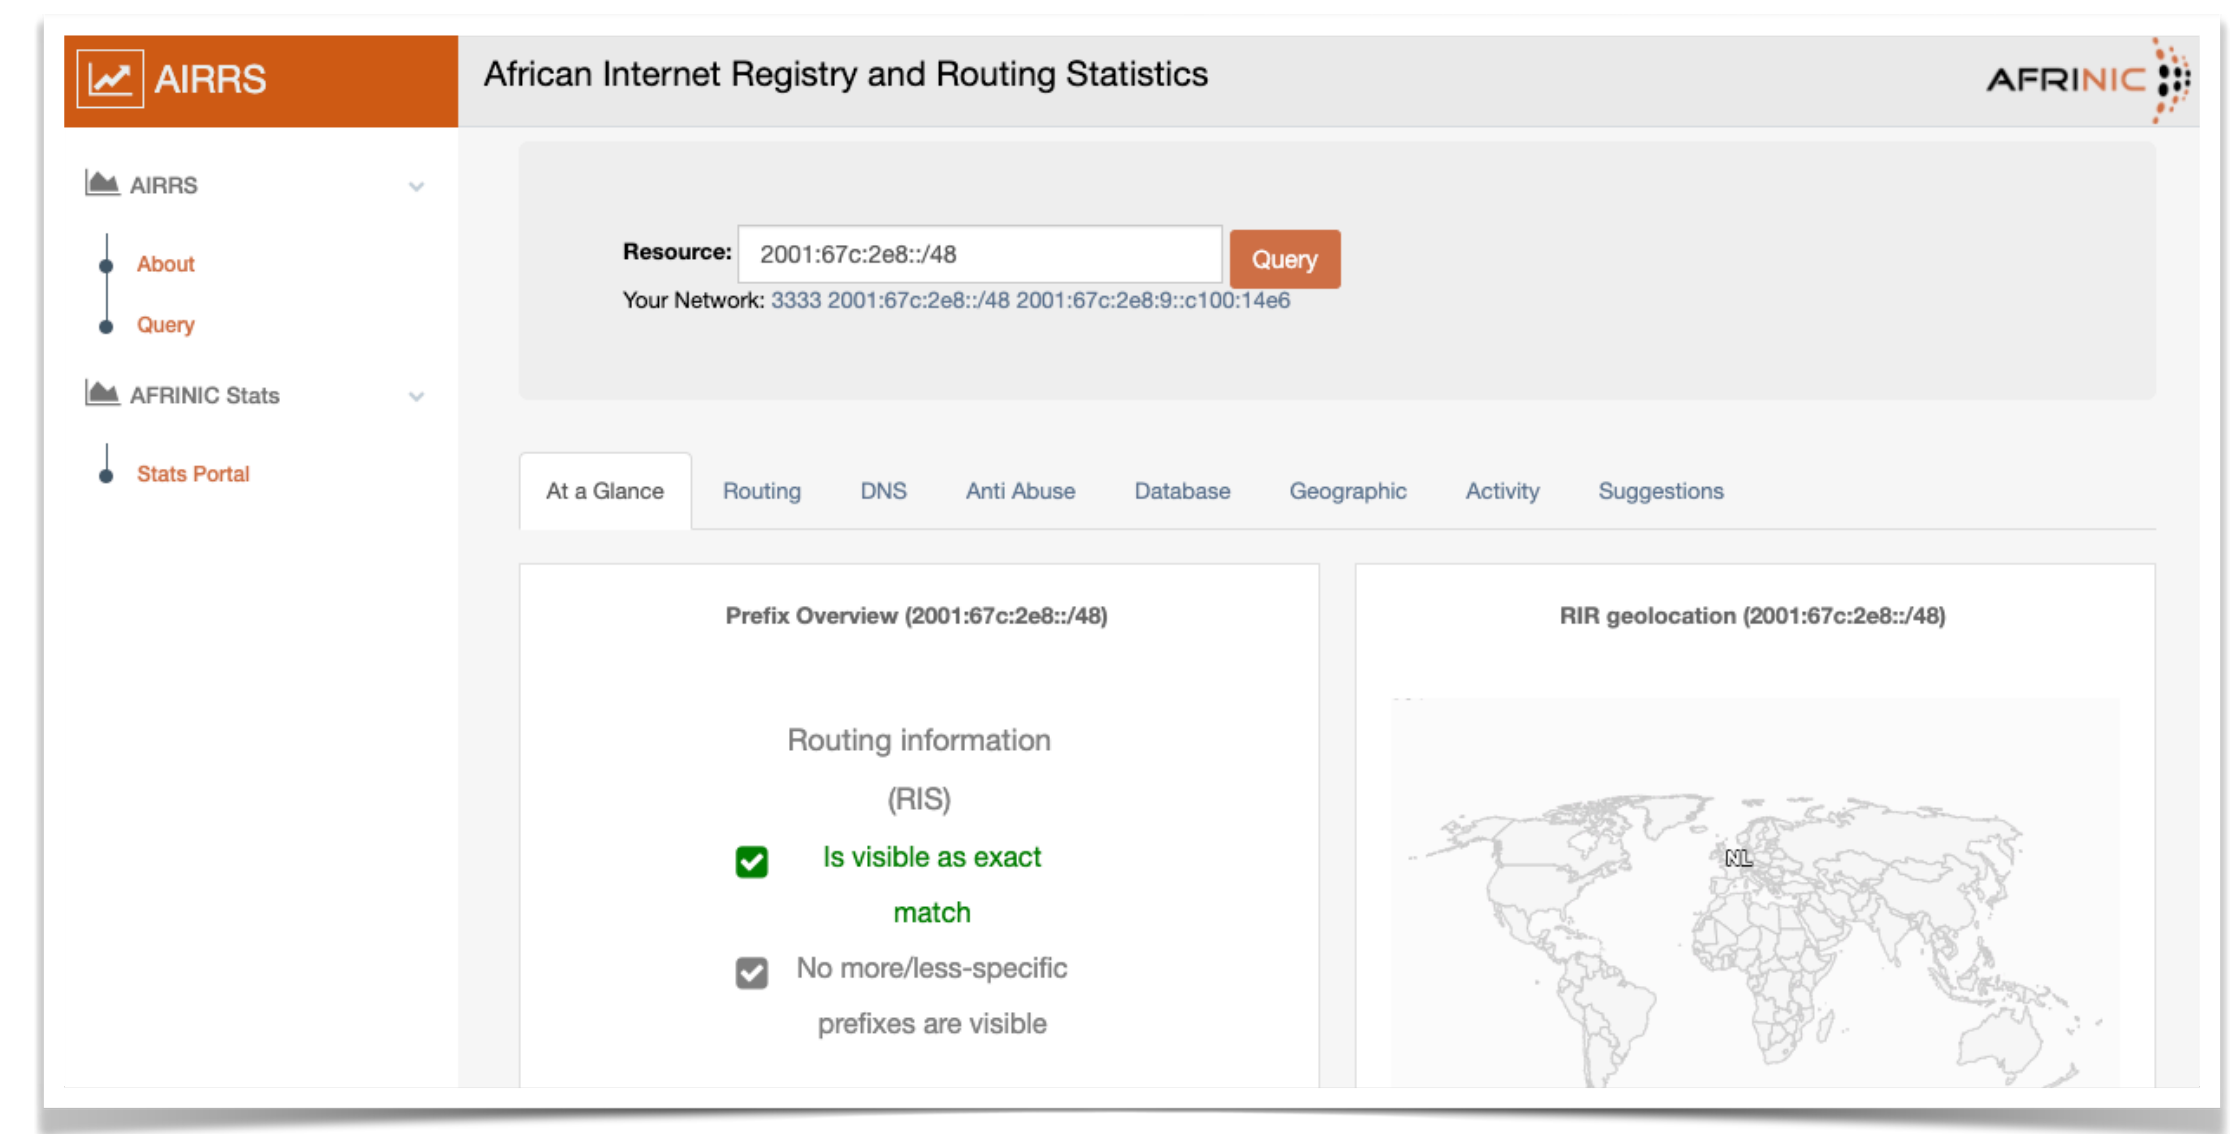 AIRRS
African Internet Registry and Routing Statistics
AFRINIC
AIRRS
About
Query
AFRINIC Stats
Stats Portal
Resource: 2001:67c:2e8::/48 Query
Your Network: 3333 2001:67c:2e8::/48 2001:67c:2e8:9::c100:14e6
At a Glance Routing DNS Anti Abuse Database Geographic Activity Suggestions
Prefix Overview (2001:67c:2e8::/48)
Routing information
(RIS)
Is visible as exact
match
No more/less-specific
prefixes are visible
RIR geolocation (2001:67c:2e8::/48)
NL